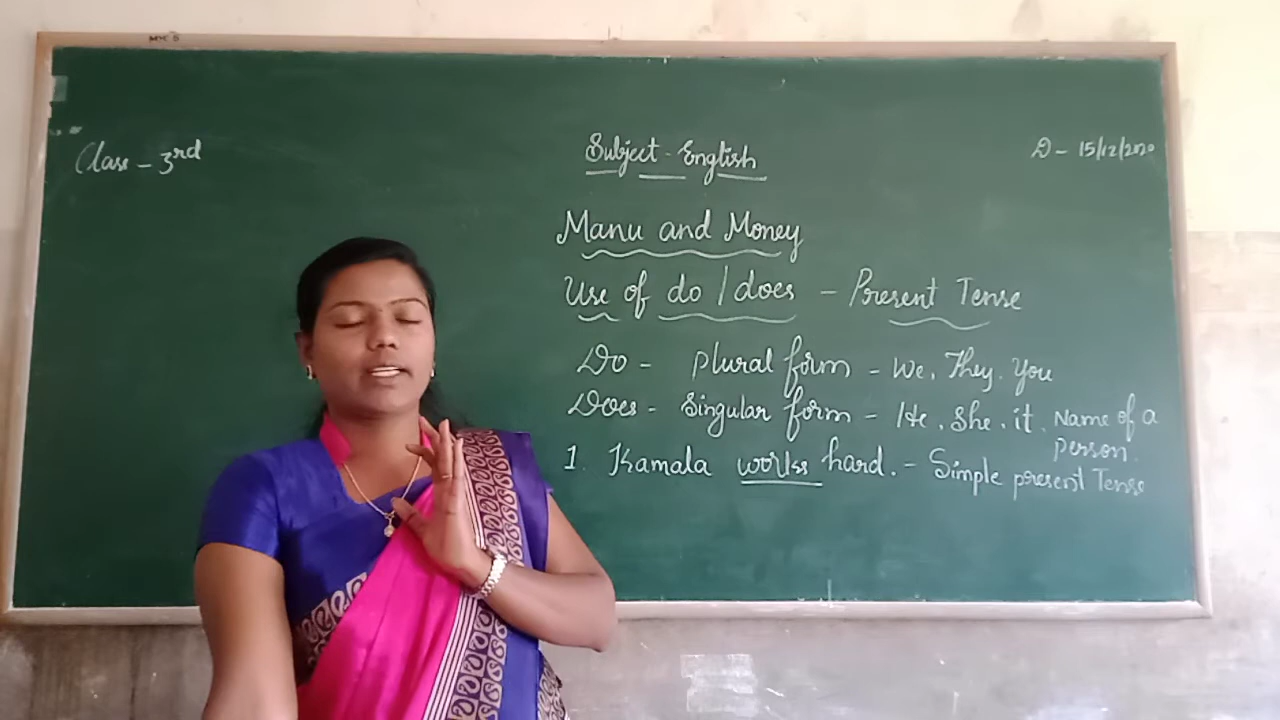 MYC B
Class - 3rd
Subject - English
D - 15/12/2020
Manu and Money
Use of do / does - Present Tense
Do - Plural form - We, They, You
Does - Singular form - He, She, it, Name of a person.
1. Kamala works hard. - Simple present Tense